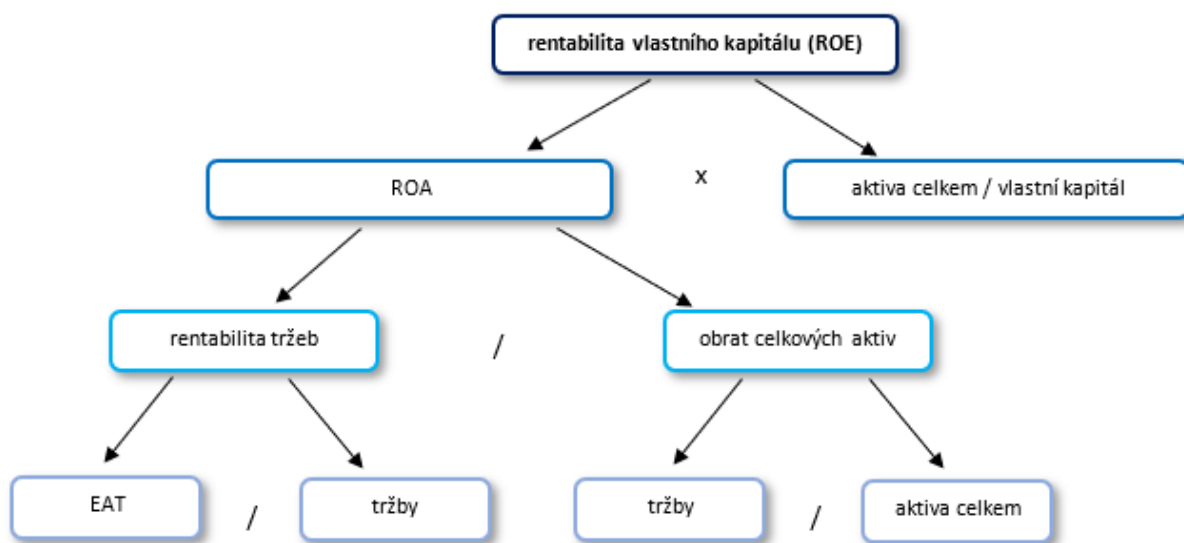 rentabilita vlastního kapitálu (ROE)
ROA
x
aktiva celkem / vlastní kapitál
rentabilita tržeb
/
obrat celkových aktiv
EAT
/
tržby
tržby
/
aktiva celkem